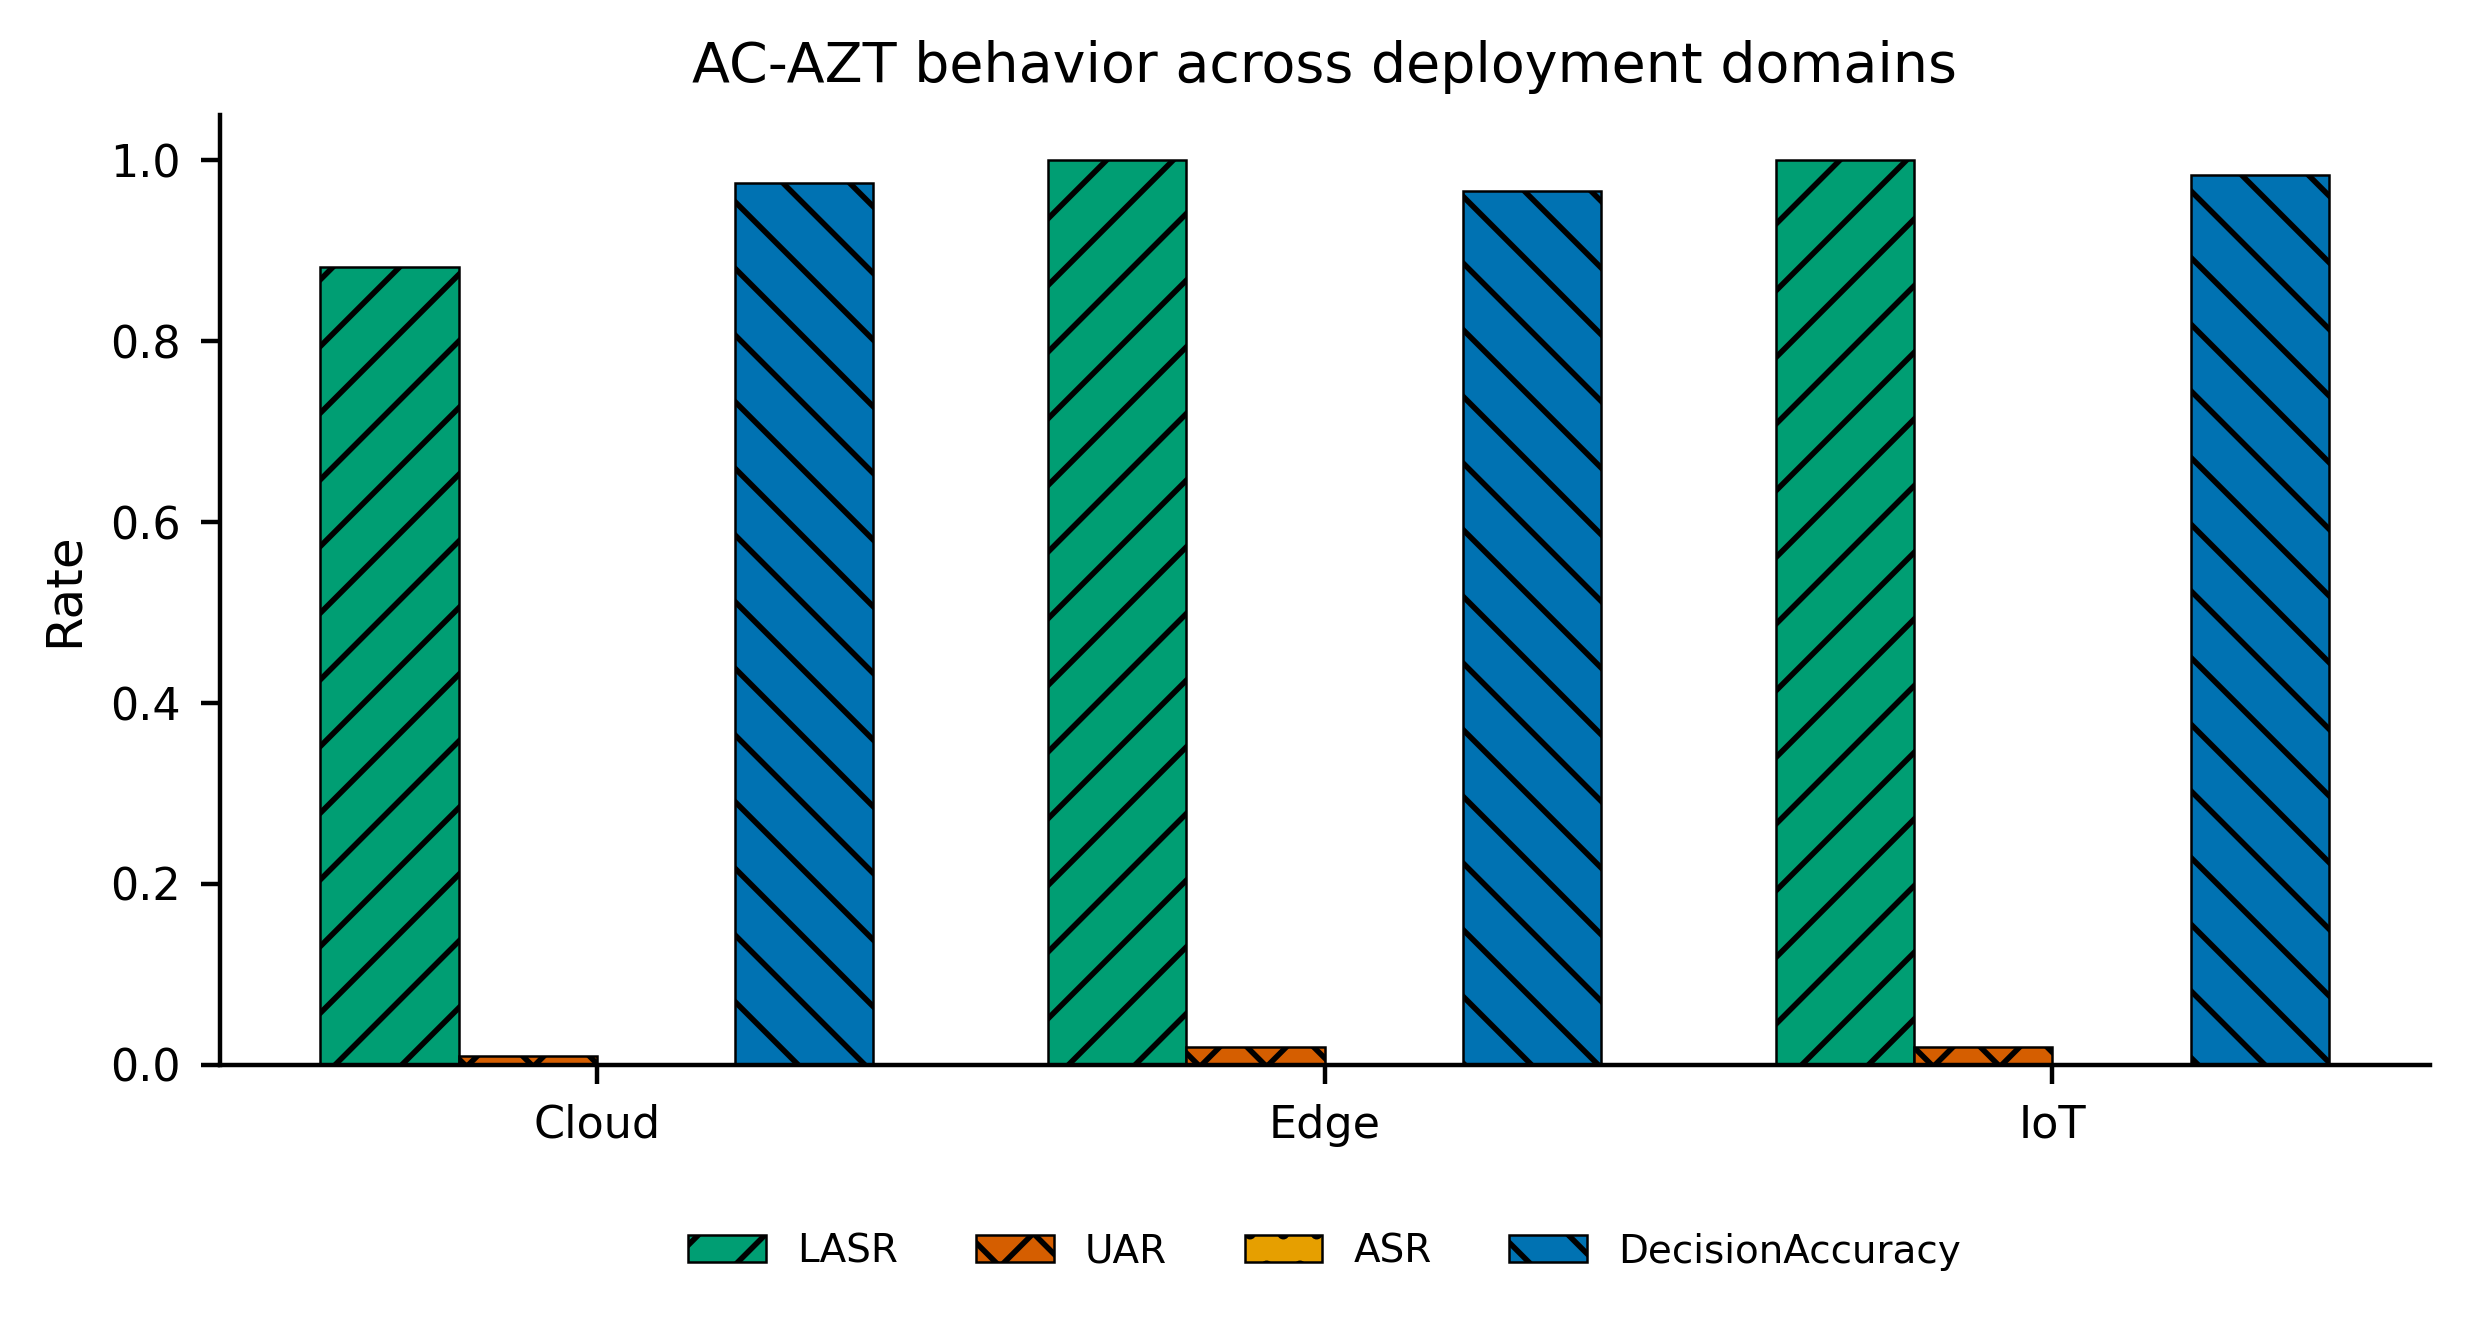 AC-AZT behavior across deployment domains
Rate
1.0
0.8
0.6
0.4
0.2
0.0
Cloud Edge IoT
LASR UAR ASR DecisionAccuracy